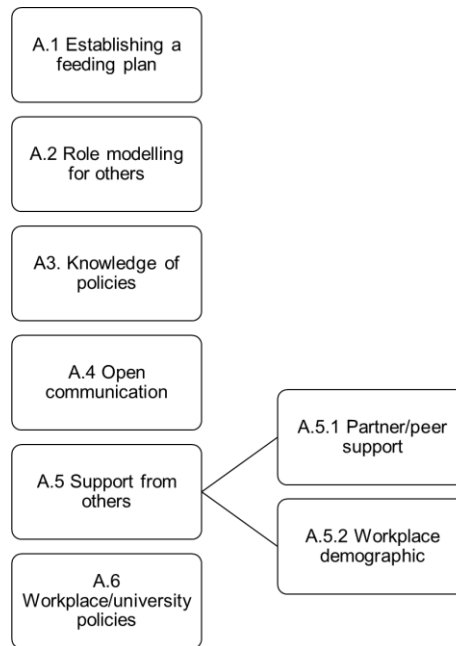 A.1 Establishing a
feeding plan
A.2 Role modelling
for others
A3. Knowledge of
policies
A.4 Open
communication
A.5 Support from
others
A.5.1 Partner/peer
support
A.5.2 Workplace
demographic
A.6
Workplace/university
policies